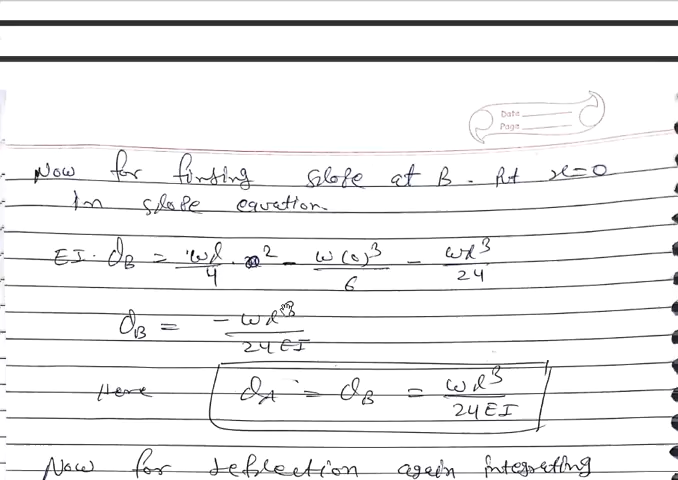 Date
Page
Now for finding slope at B. Put x=0
In slope equation
EI. θB = wl/4 . 0² - w(0)³/6 - wl³/24
θB = -wl³/24EI
Here θA = θB = wl³/24EI
Now for deflection again integrating